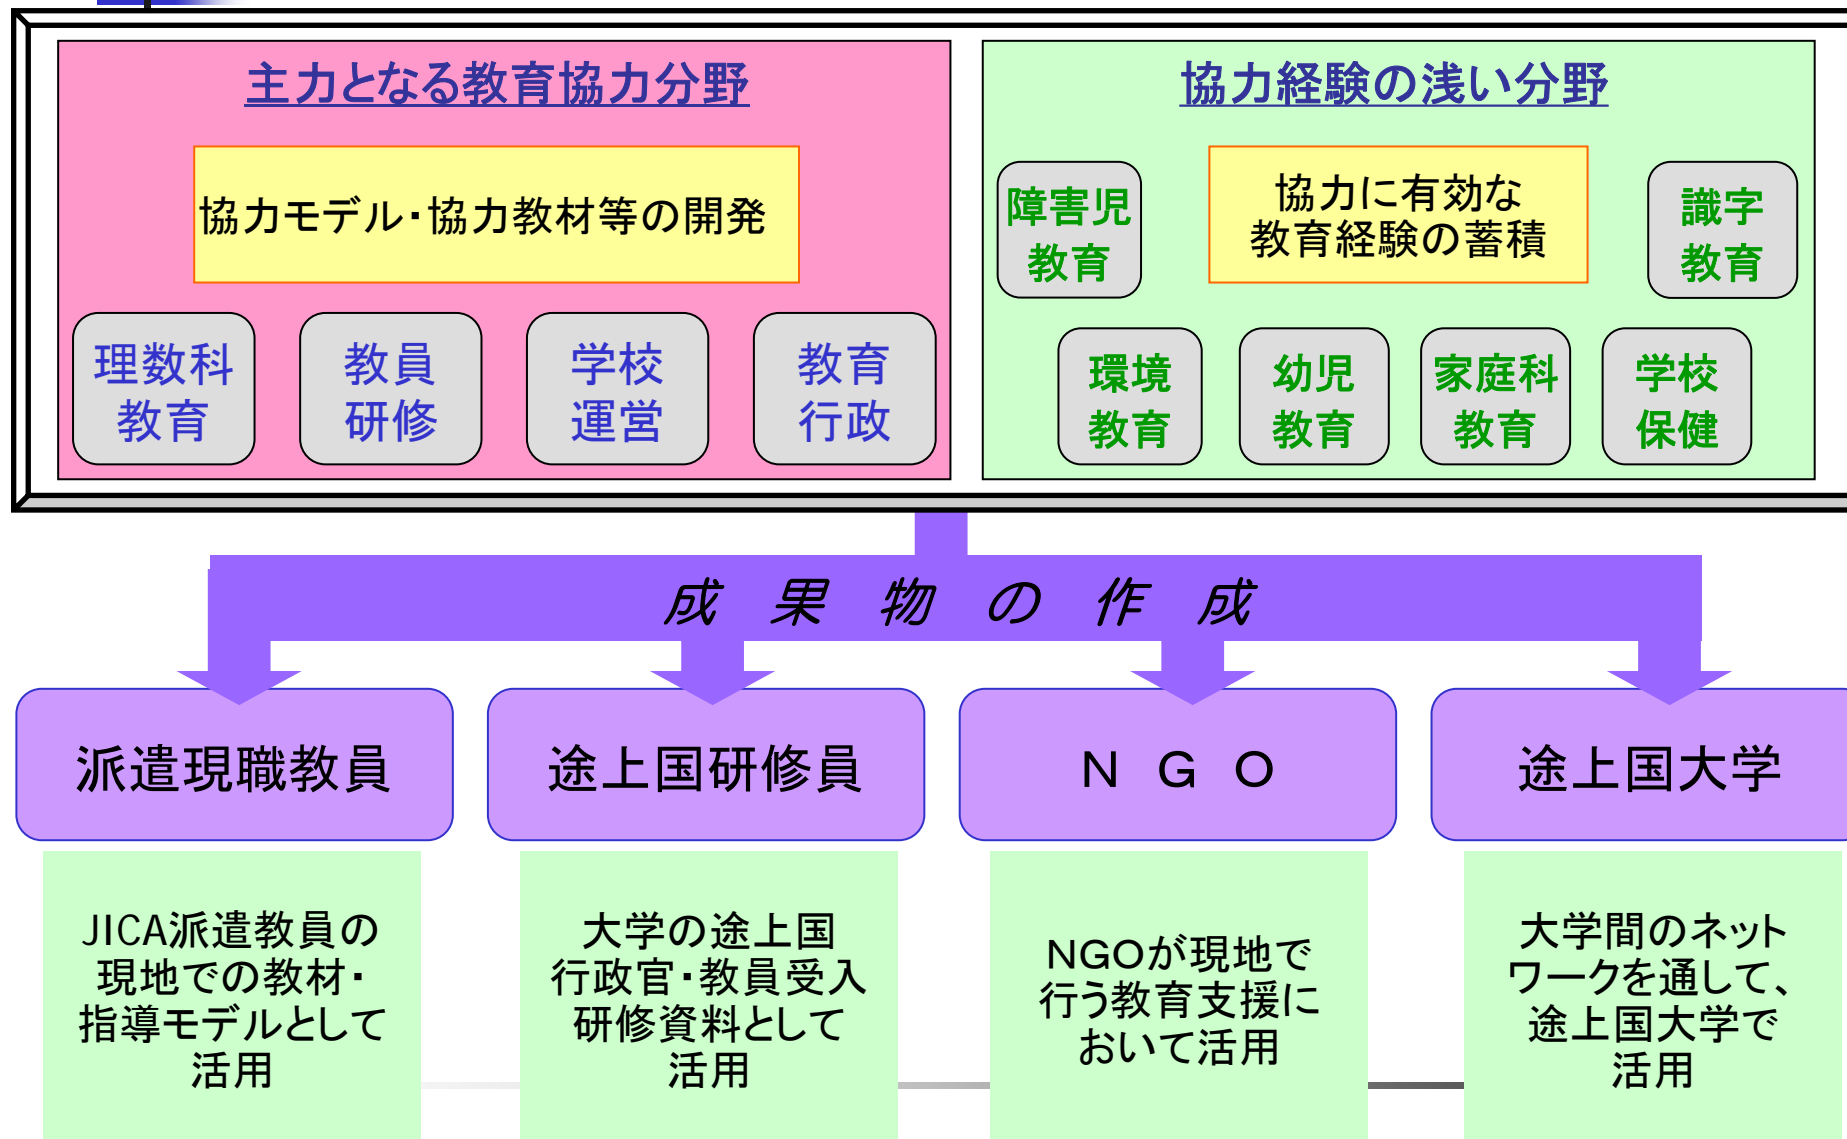 主力となる教育協力分野
協力モデル・協力教材等の開発
理数科
教育
教員
研修
学校
運営
教育
行政
協力経験の浅い分野
障害児
教育
協力に有効な
教育経験の蓄積
識字
教育
環境
教育
幼児
教育
家庭科
教育
学校
保健
成果物の作成
派遣現職教員
途上国研修員
ＮＧＯ
途上国大学
JICA派遣教員の
現地での教材・
指導モデルとして
活用
大学の途上国
行政官・教員受入
研修資料として
活用
NGOが現地で
行う教育支援に
おいて活用
大学間のネット
ワークを通して、
途上国大学で
活用